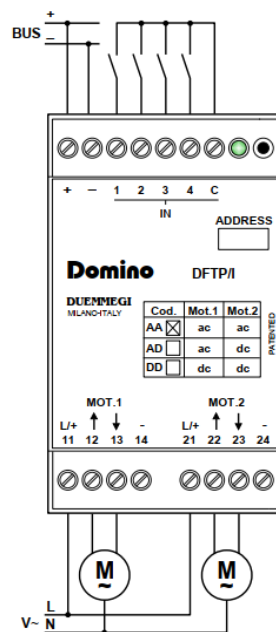 +
BUS
−
+ − 1 2 3 4 C
IN
ADDRESS
Domino DFTP/I
DUEMMEGI
MILANO-ITALY
Cod. Mot.1 Mot.2
AA ac ac
AD ac dc
DD dc dc
PATENTED
MOT.1 MOT.2
L/+ - L/+ -
11 12 13 14 21 22 23 24
M
~
M
~
L
V~ N